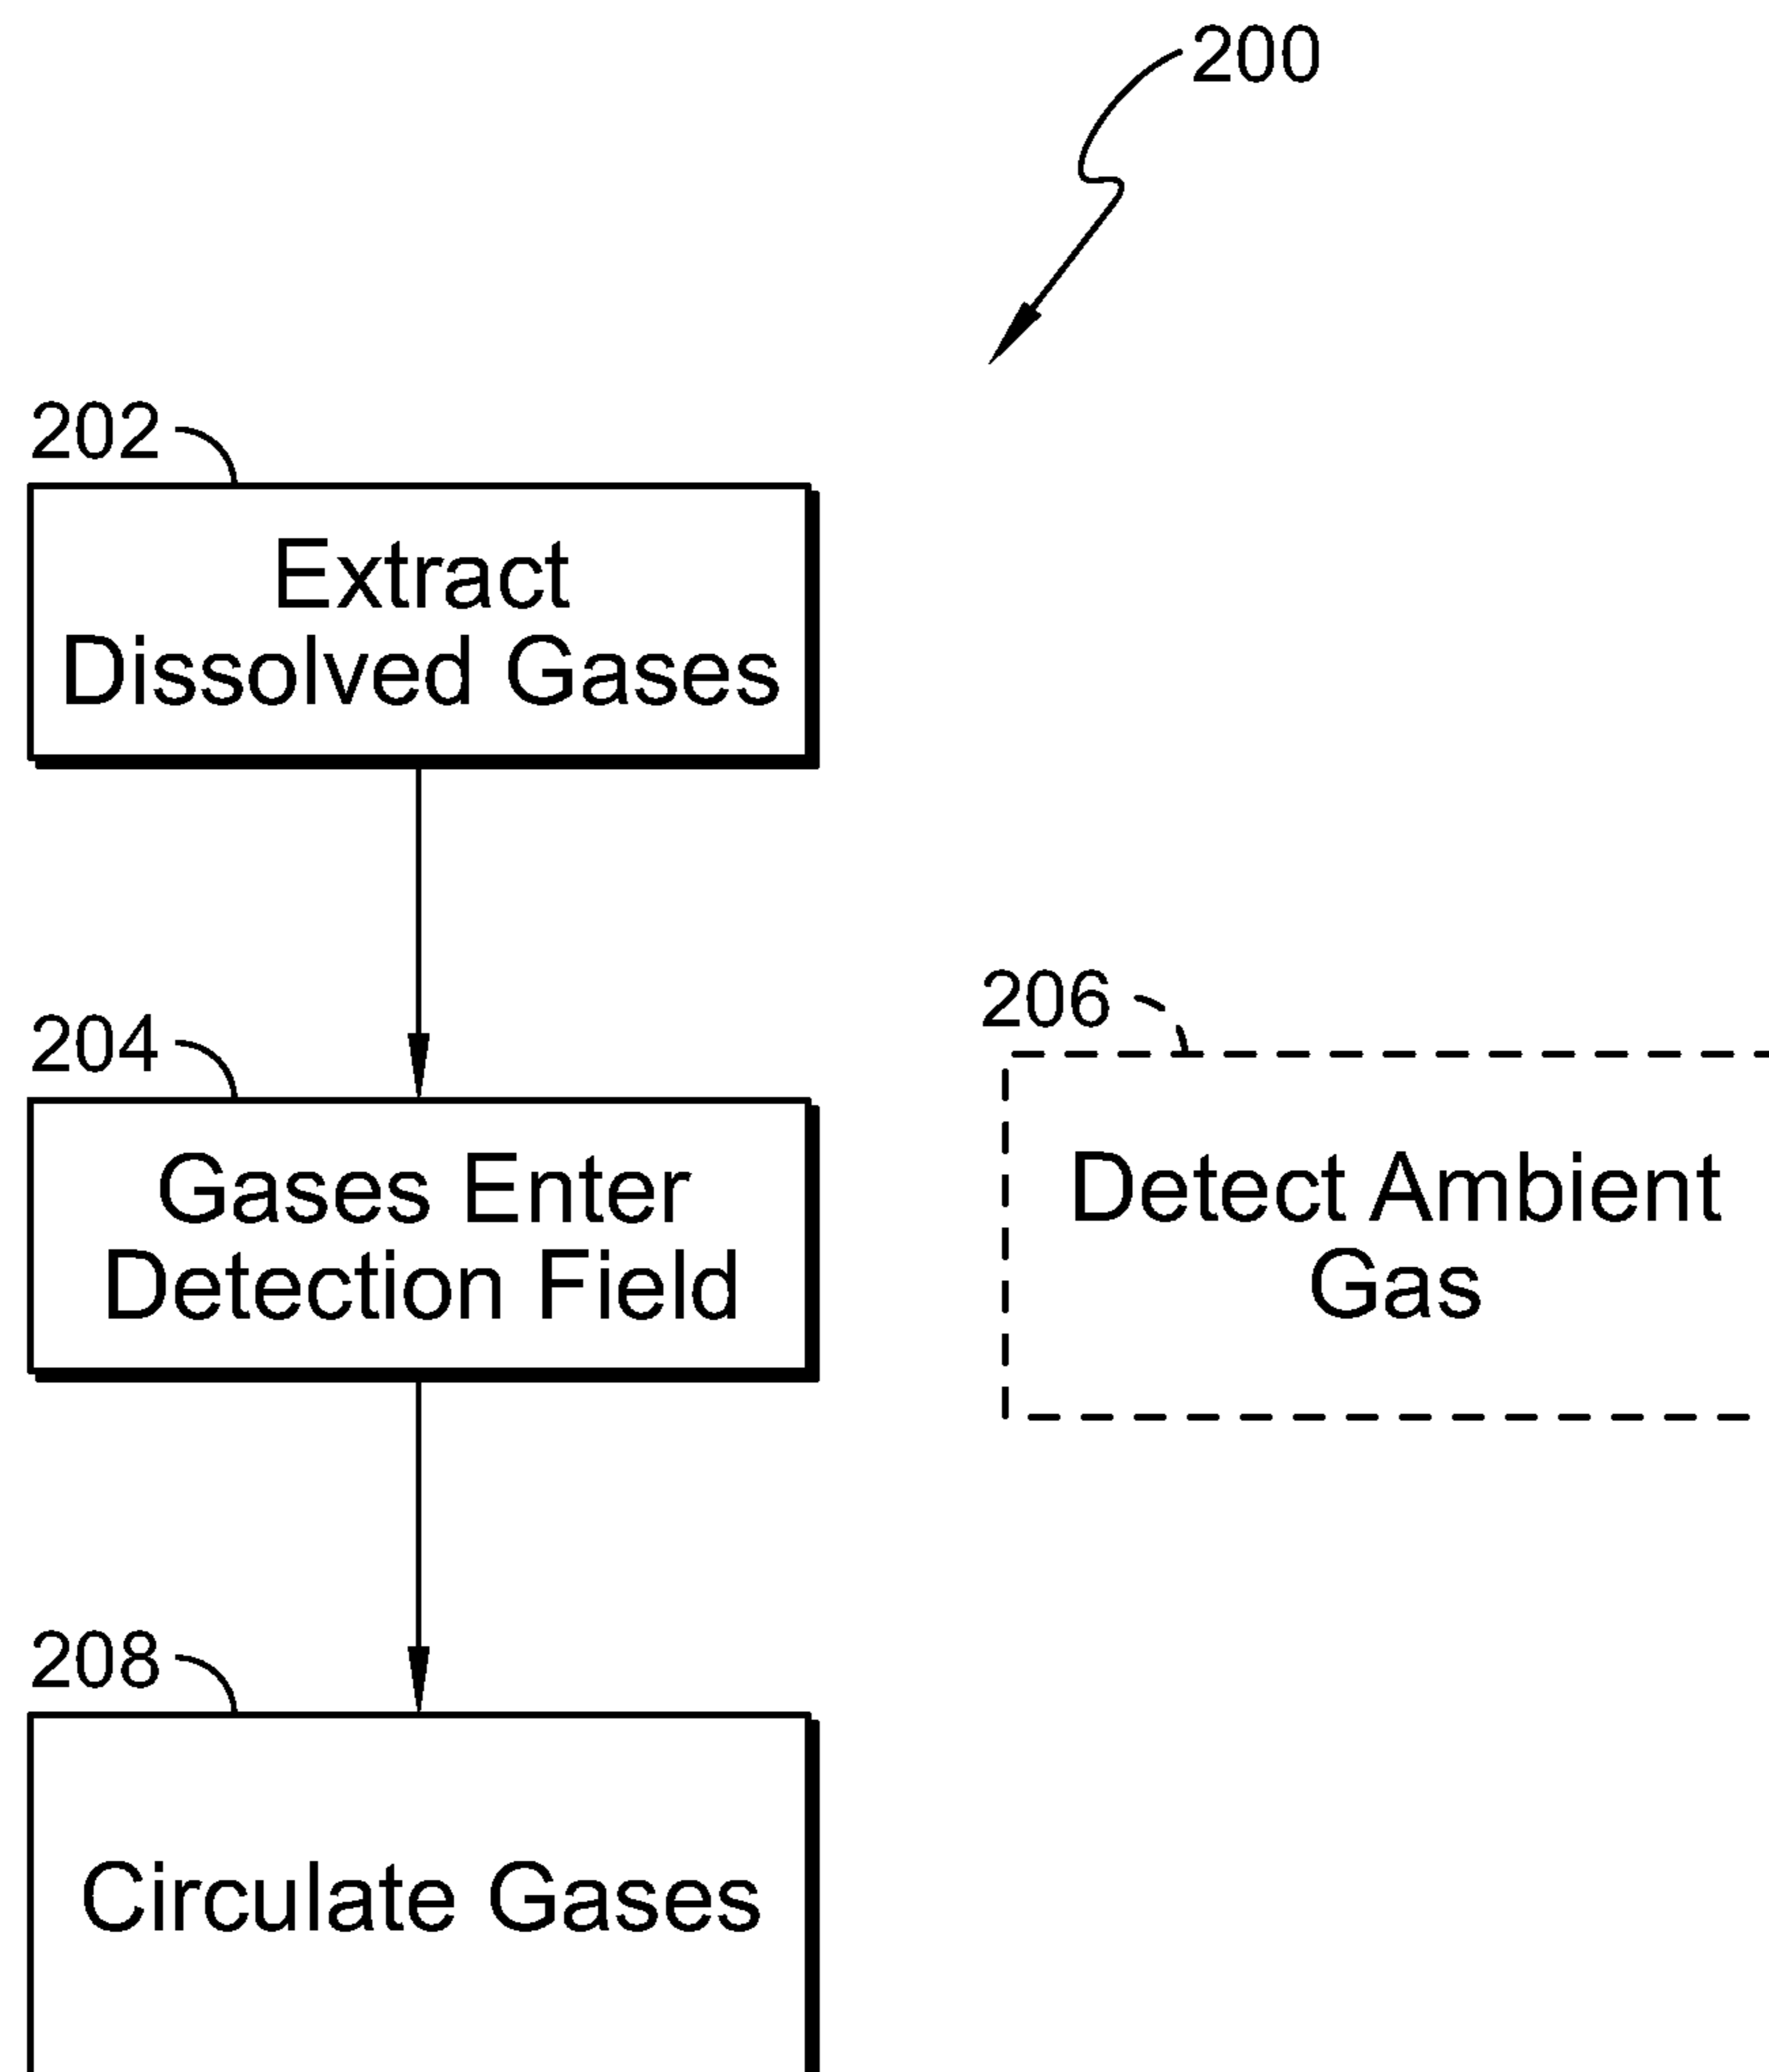 200
202
Extract
Dissolved Gases
204
Gases Enter
Detection Field
206
Detect Ambient
Gas
208
Circulate Gases